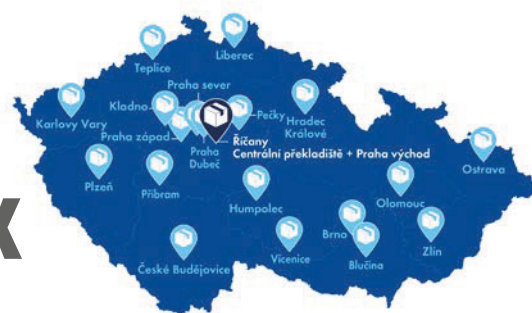 Liberec
Teplice
Praha sever
Kladno
Pečky
Hradec
Králové
Karlovy Vary
Praha západ
Praha
Dubeč
Říčany
Centrální překladiště + Praha východ
Ostrava
Plzeň
Příbram
Humpolec
Olomouc
Brno
Zlín
Vícenice
Blučina
České Budějovice
X